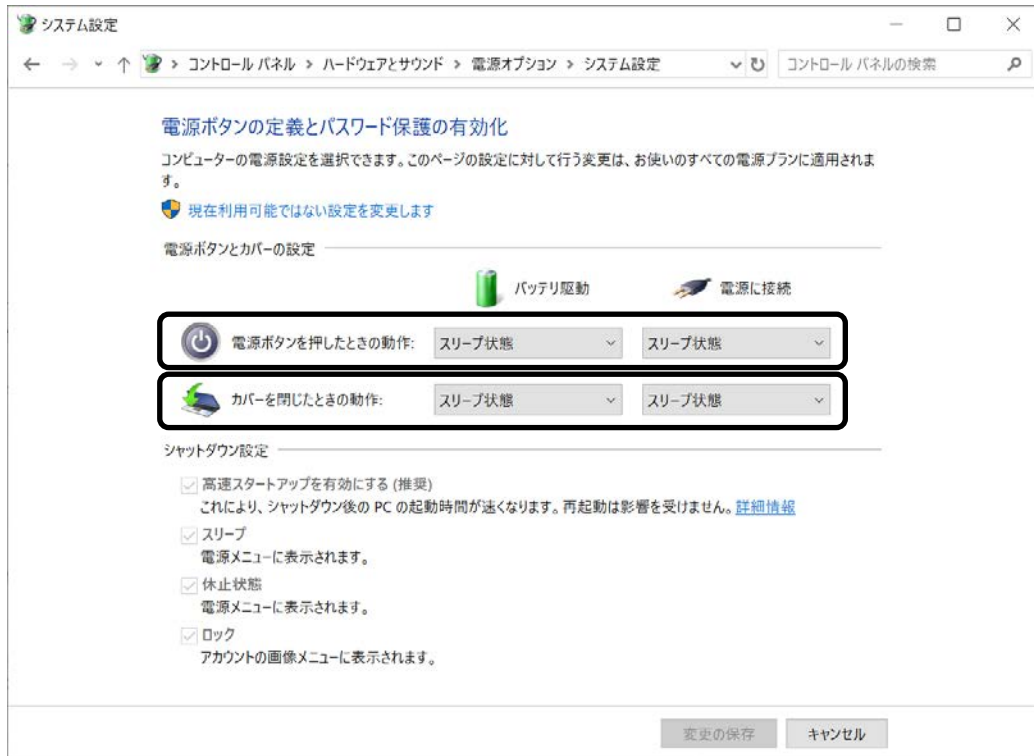 システム設定
コントロール パネル > ハードウェアとサウンド > 電源オプション > システム設定 コントロール パネルの検索
電源ボタンの定義とパスワード保護の有効化
コンピューターの電源設定を選択できます。このページの設定に対して行う変更は、お使いのすべての電源プランに適用されま
す。
現在利用可能ではない設定を変更します
電源ボタンとカバーの設定
バッテリ駆動 電源に接続
電源ボタンを押したときの動作: スリープ状態 スリープ状態
カバーを閉じたときの動作: スリープ状態 スリープ状態
シャットダウン設定
高速スタートアップを有効にする (推奨)
これにより、シャットダウン後の PC の起動時間が速くなります。再起動は影響を受けません。詳細情報
スリープ
電源メニューに表示されます。
休止状態
電源メニューに表示されます。
ロック
アカウントの画像メニューに表示されます。
変更の保存 キャンセル